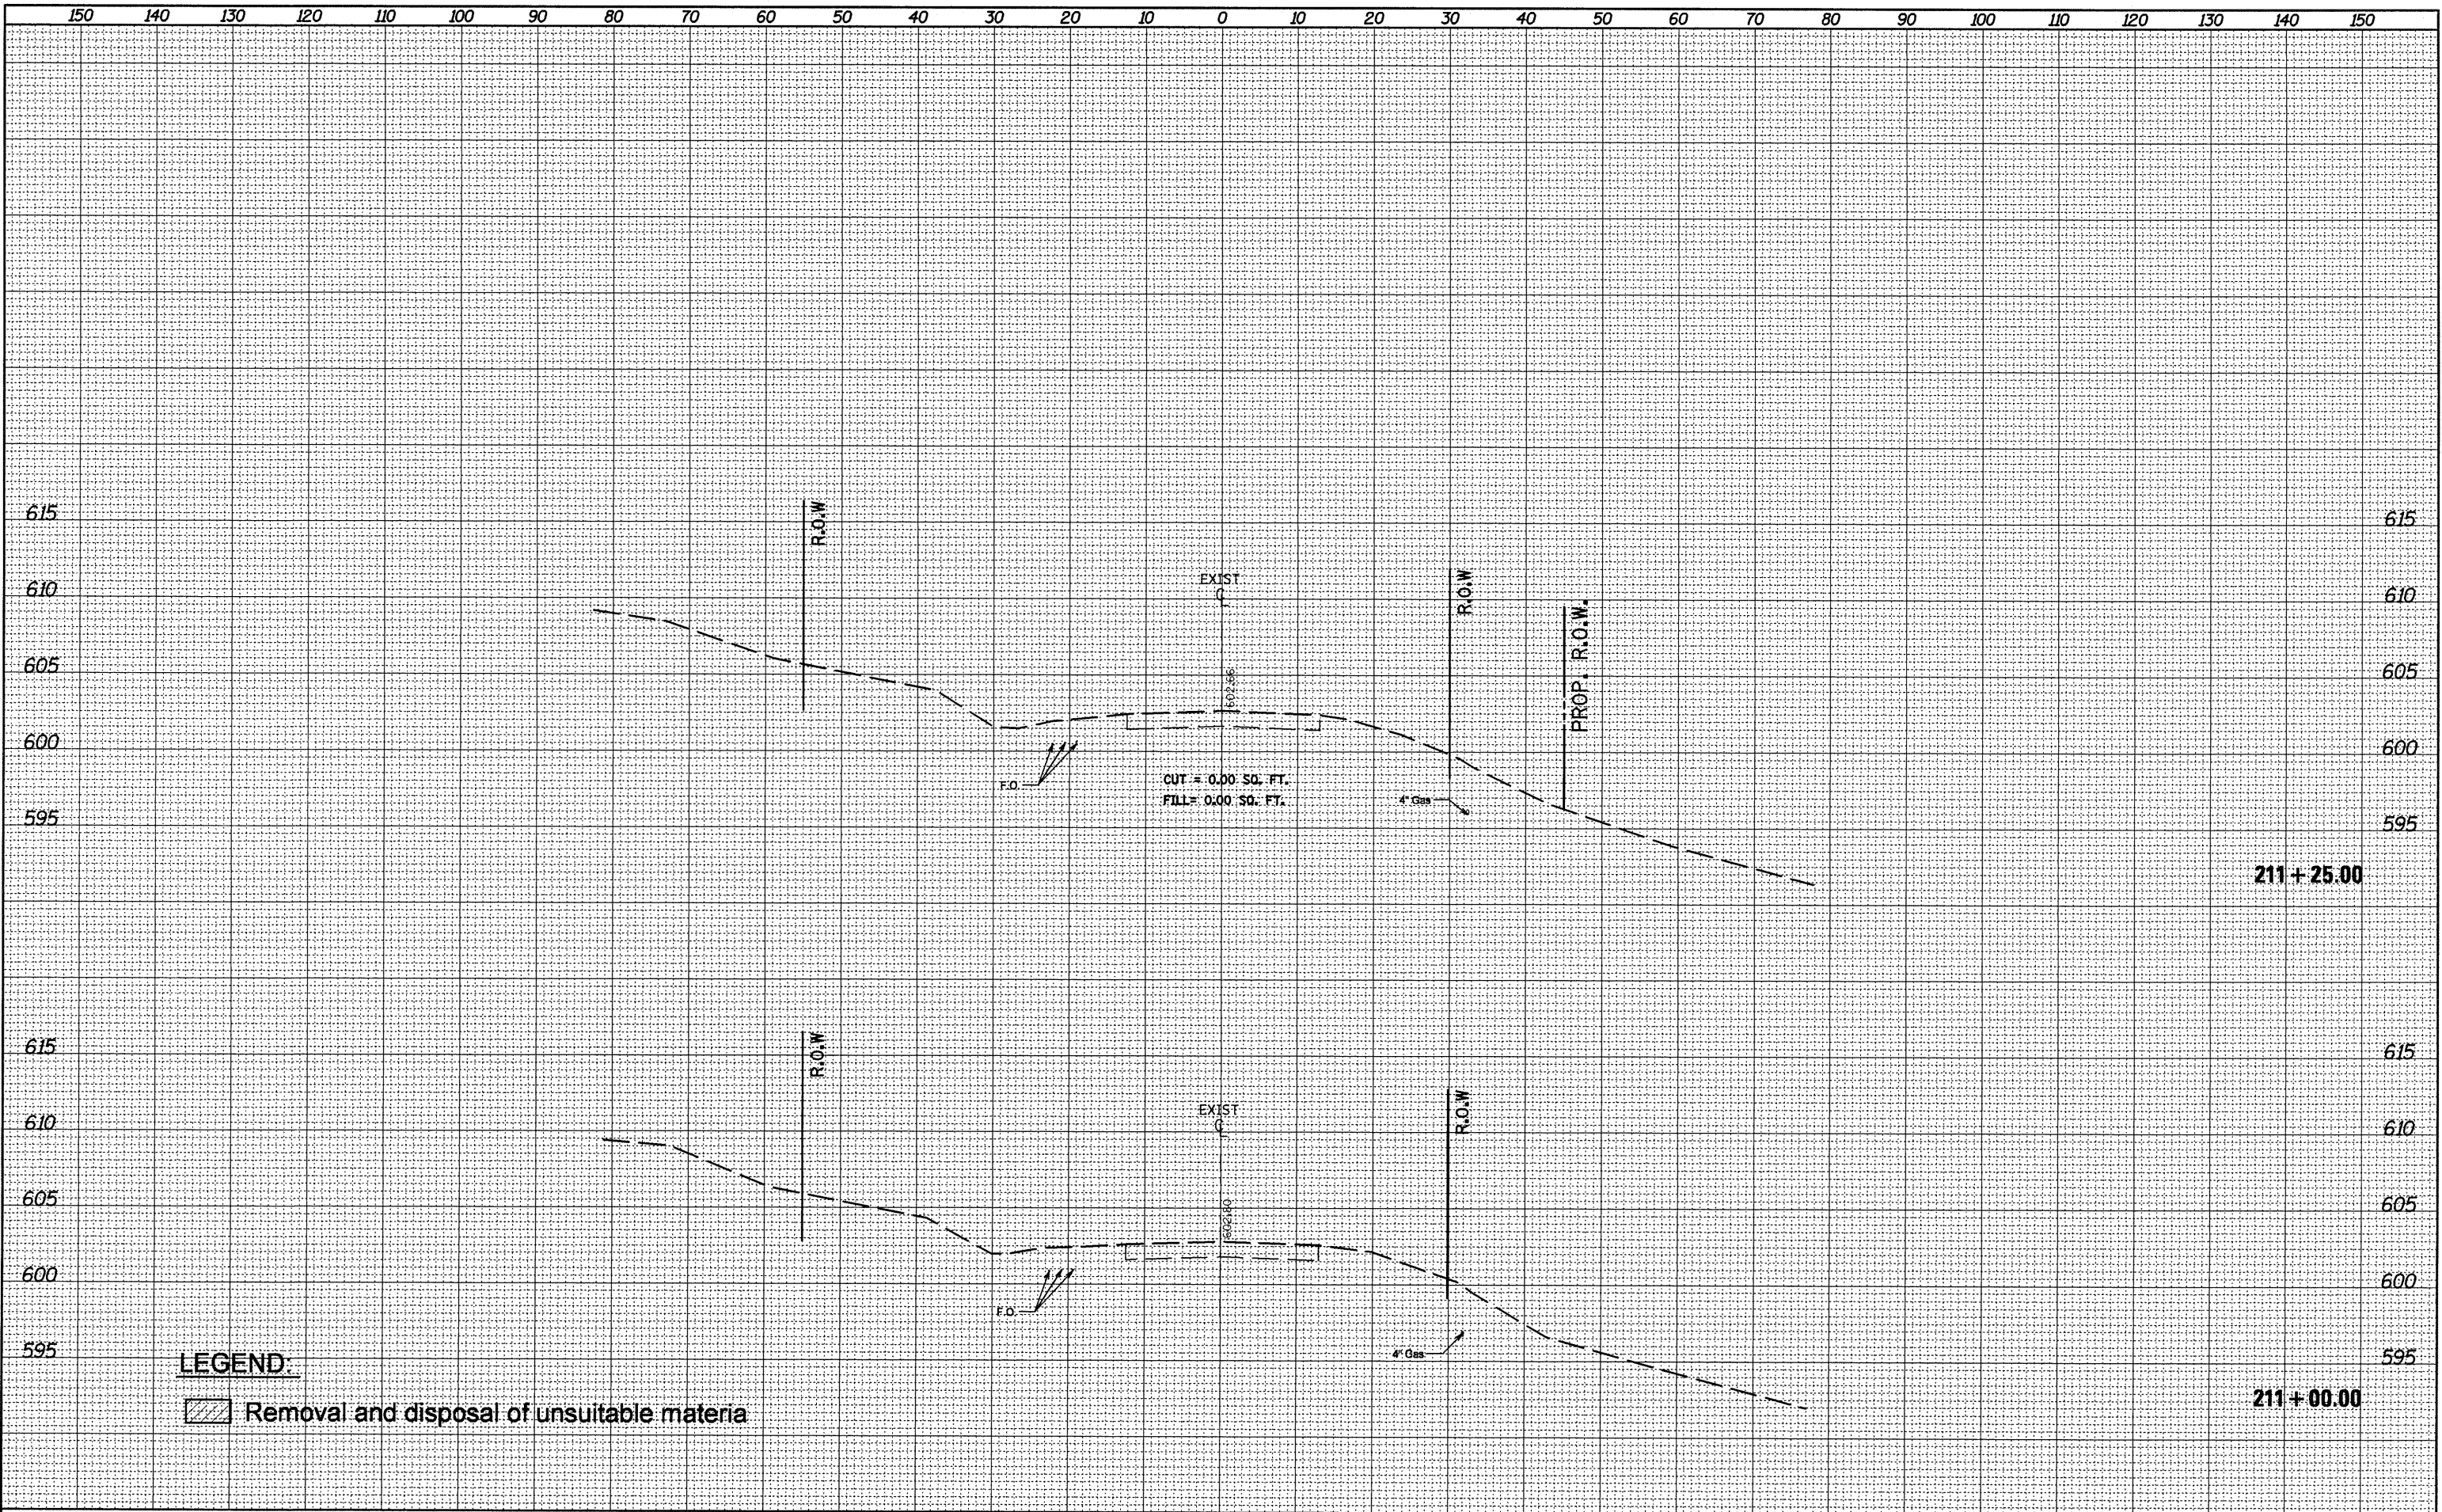 150 140 130 120 110 100 90 80 70 60 50 40 30 20 10 0 10 20 30 40 50 60 70 80 90 100 110 120 130 140 150
615 R.O.W 615
EXIST
610 C̲L R.O.W 610
PROP. R.O.W.
605 602.66 605
600 600
F.O. CUT = 0.00 SQ. FT.
FILL= 0.00 SQ. FT. 4" Gas
595 595
211+25.00
615 R.O.W 615
EXIST
610 C̲L R.O.W 610
605 602.80 605
600 600
F.O.
595 4" Gas 595
LEGEND:
211+00.00
Removal and disposal of unsuitable materia